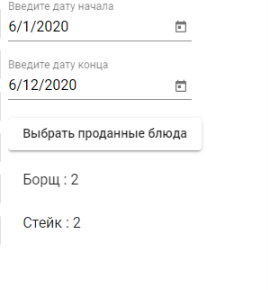 Введите дату начала
6/1/2020
Введите дату конца
6/12/2020
Выбрать проданные блюда
Борщ : 2
Стейк : 2